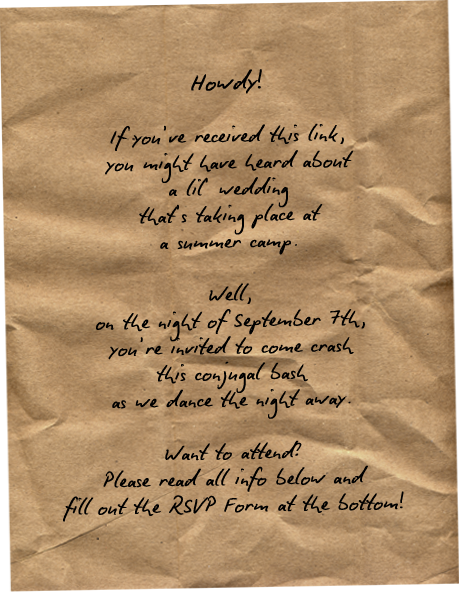 Howdy!
If you've received this link,
you might have heard about
a lil' wedding
that's taking place at
a summer camp.
Well,
on the night of September 7th,
you're invited to come crash
this conjugal bash
as we dance the night away.
Want to attend?
Please read all info below and
fill out the RSVP Form at the bottom!